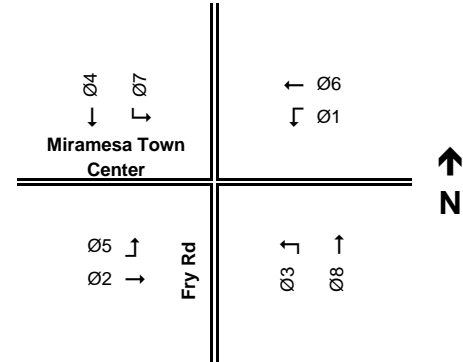 Ø4 Ø7
Ø6
Ø1
Miramesa Town
Center
N
Ø5
Ø2
Fry Rd
Ø3 Ø8